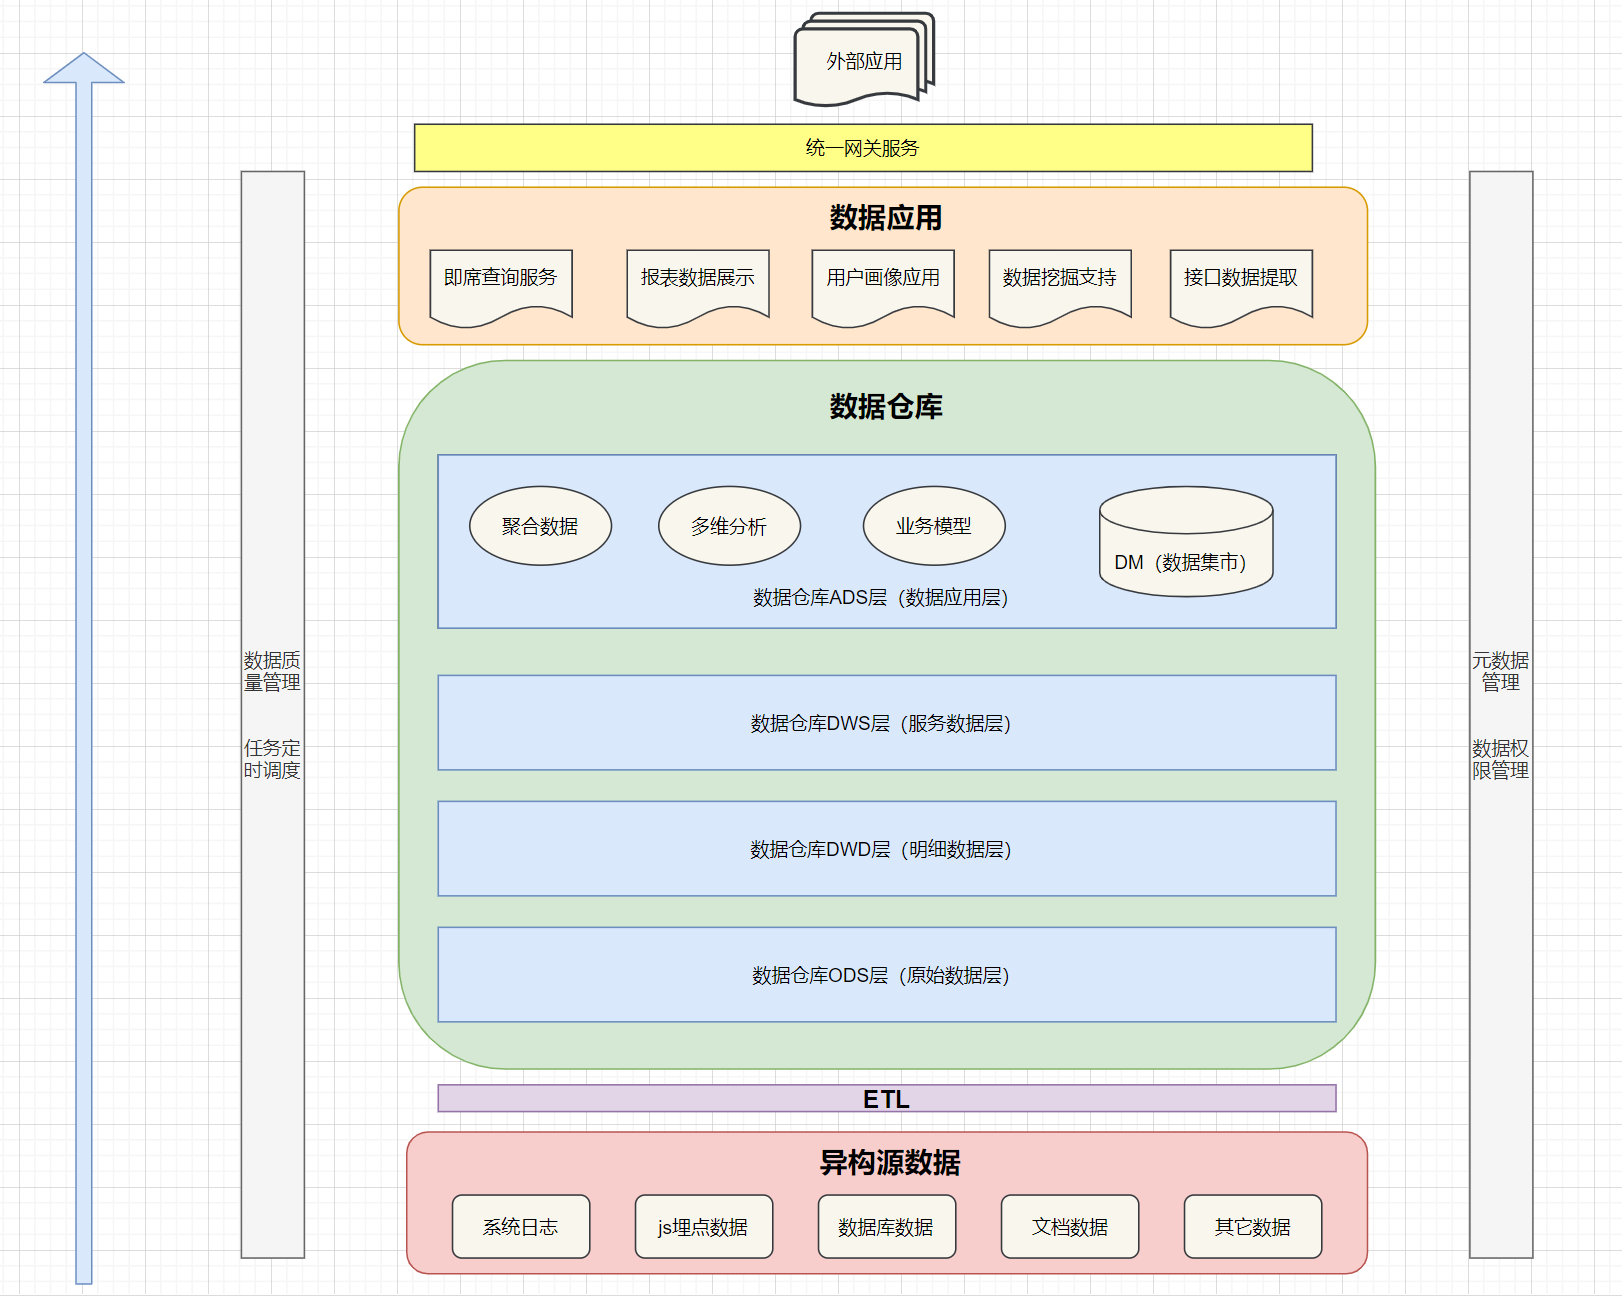 外部应用
统一网关服务
数据应用
即席查询服务
报表数据展示
用户画像应用
数据挖掘支持
接口数据提取
数据仓库
聚合数据
多维分析
业务模型
DM（数据集市）
数据仓库ADS层（数据应用层）
数据质
量管理
任务定
时调度
元数据
管理
数据权
限管理
数据仓库DWS层（服务数据层）
数据仓库DWD层（明细数据层）
数据仓库ODS层（原始数据层）
ETL
异构源数据
系统日志
js埋点数据
数据库数据
文档数据
其它数据